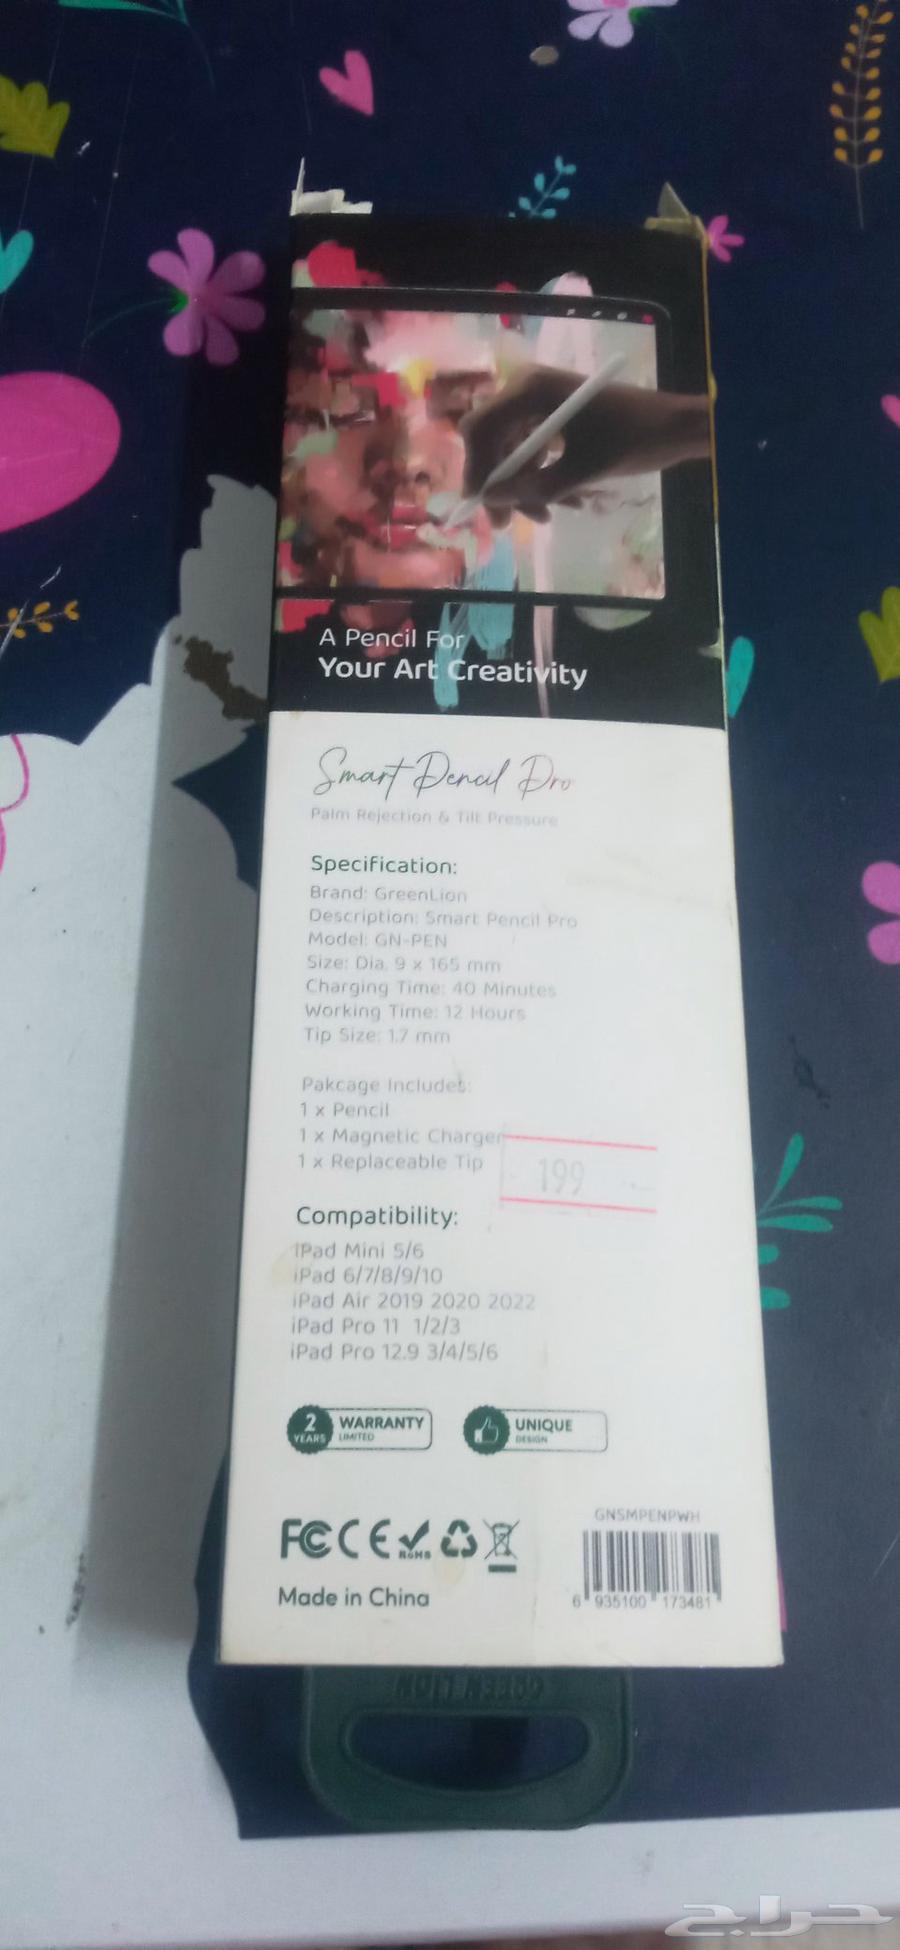 A Pencil For
Your Art Creativity
Smart Pencil Pro
Palm Rejection & Tilt Pressure
Specification:
Brand: GreenLion
Description: Smart Pencil Pro
Model: GN-PEN
Size: Dia. 9 x 165 mm
Charging Time: 40 Minutes
Working Time: 12 Hours
Tip Size: 1.7 mm
Pakcage Includes:
1 x Pencil
1 x Magnetic Charger
1 x Replaceable Tip
199
Compatibility:
iPad Mini 5/6
iPad 6/7/8/9/10
iPad Air 2019 2020 2022
iPad Pro 11 1/2/3
iPad Pro 12.9 3/4/5/6
2 YEARS WARRANTY LIMITED
UNIQUE DESIGN
FC CE RoHS
GNSMPENPWH
6 935100 173481
Made in China
GREEN LION
حراج